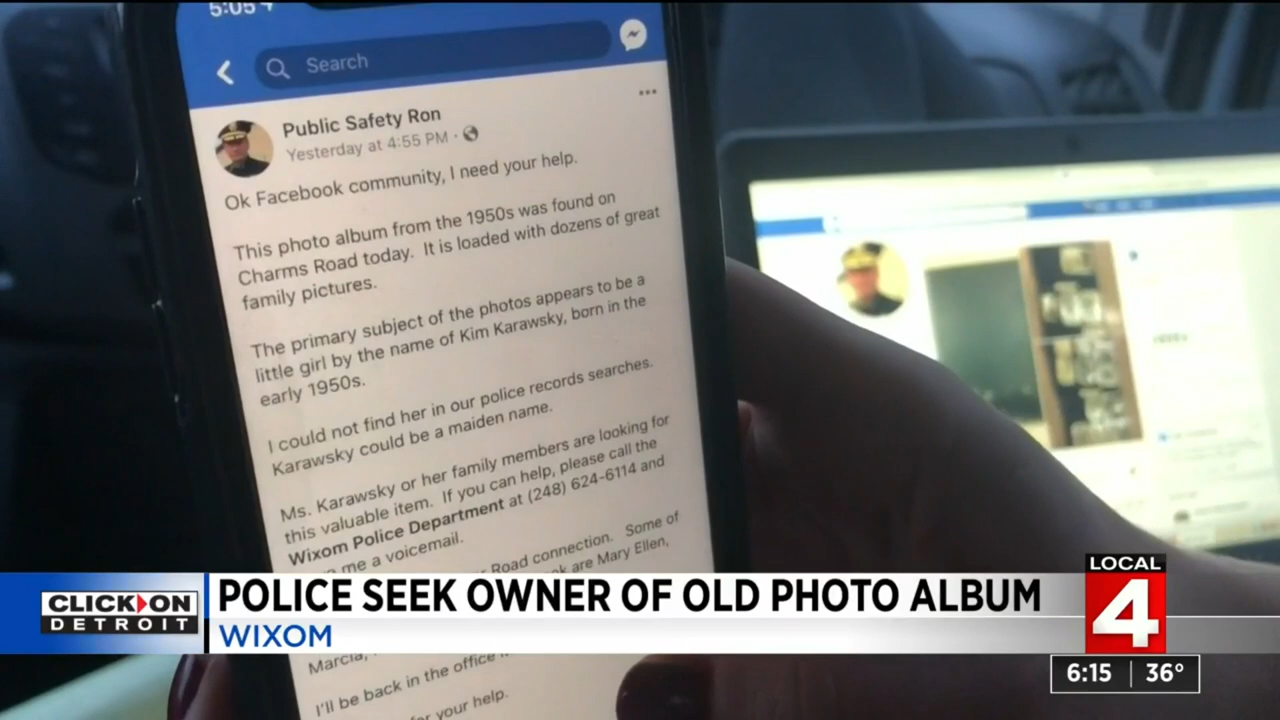 5:05
Search
Public Safety Ron
Yesterday at 4:55 PM ·
Ok Facebook community, I need your help.
This photo album from the 1950s was found on
Charms Road today. It is loaded with dozens of great
family pictures.
The primary subject of the photos appears to be a
little girl by the name of Kim Karawsky, born in the
early 1950s.
I could not find her in our police records searches.
Karawsky could be a maiden name.
Ms. Karawsky or her family members are looking for
this valuable item. If you can help, please call the
Wixom Police Department at (248) 624-6114 and
me a voicemail.
Road connection. Some of
are Mary Ellen,
Marcia,
I'll be back in the office
for your help.
CLICK ON
DETROIT
POLICE SEEK OWNER OF OLD PHOTO ALBUM
WIXOM
LOCAL
4
6:15 | 36°